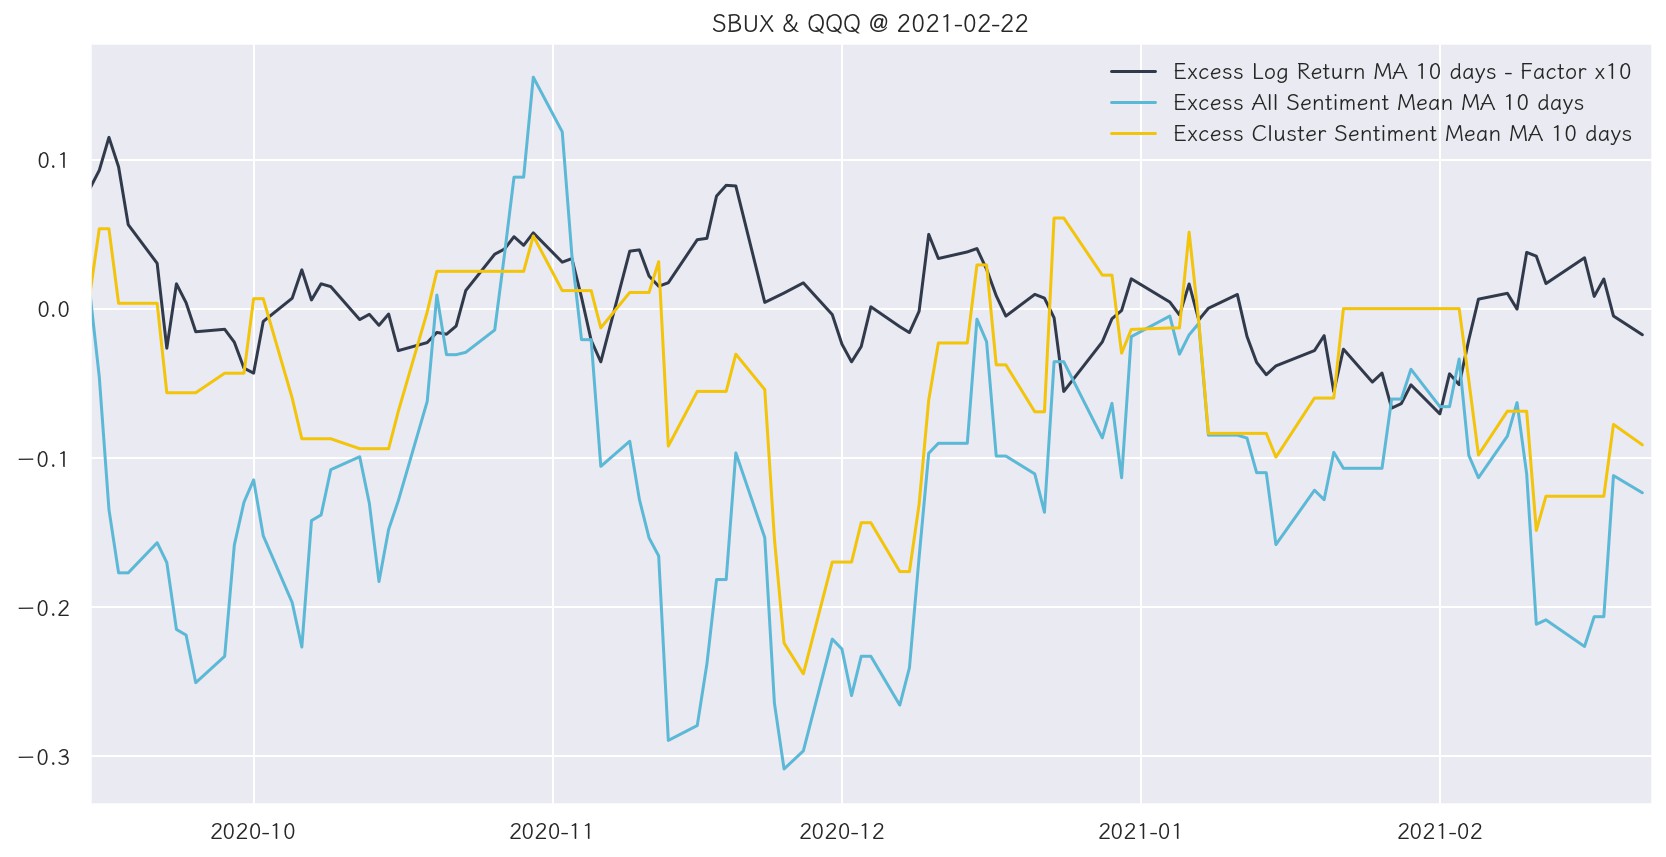 SBUX & QQQ @ 2021-02-22
Excess Log Return MA 10 days - Factor x10
Excess All Sentiment Mean MA 10 days
Excess Cluster Sentiment Mean MA 10 days
0.1
0.0
−0.1
−0.2
−0.3
2020-10
2020-11
2020-12
2021-01
2021-02